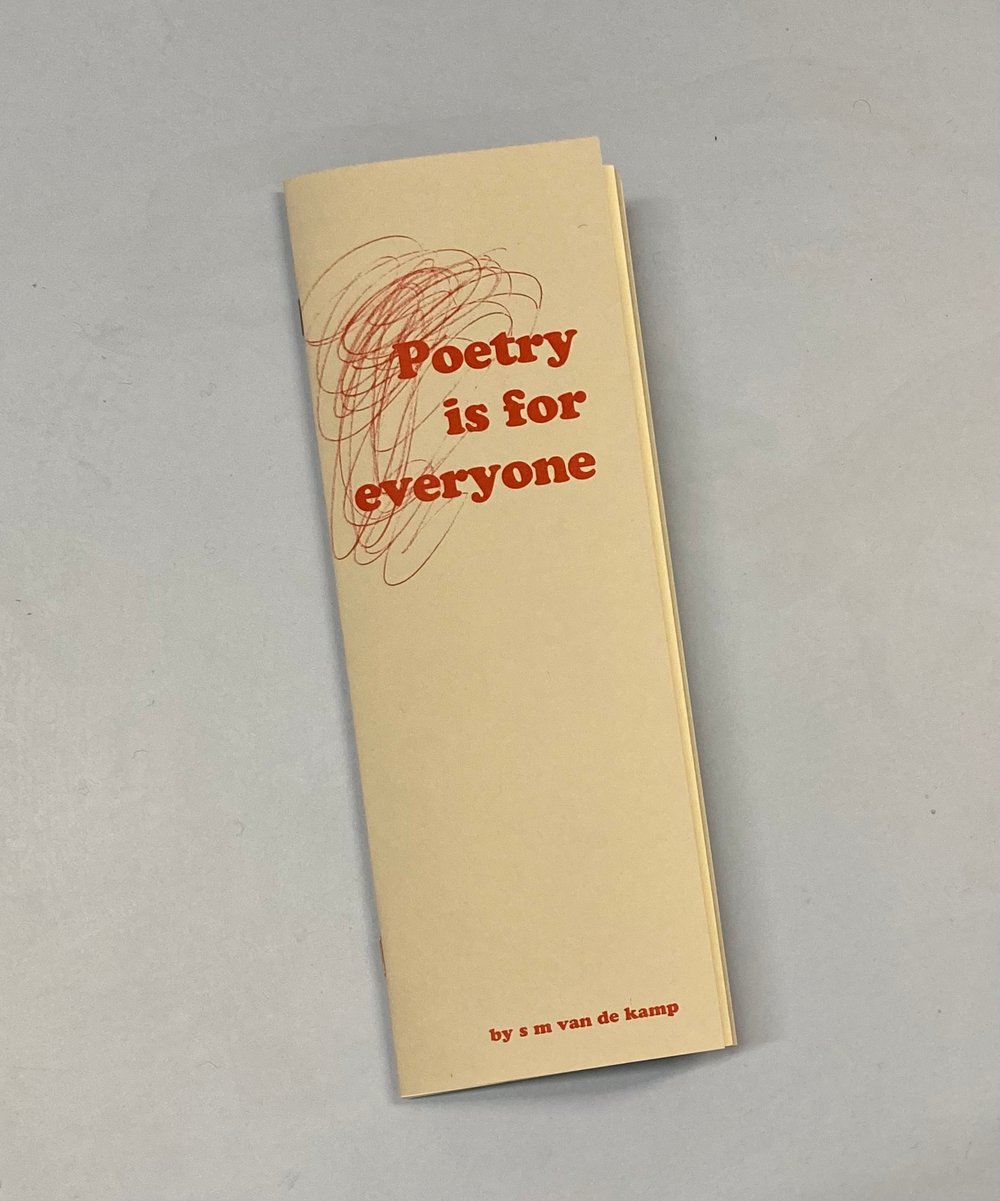 Poetry
is for
everyone
by s m van de kamp